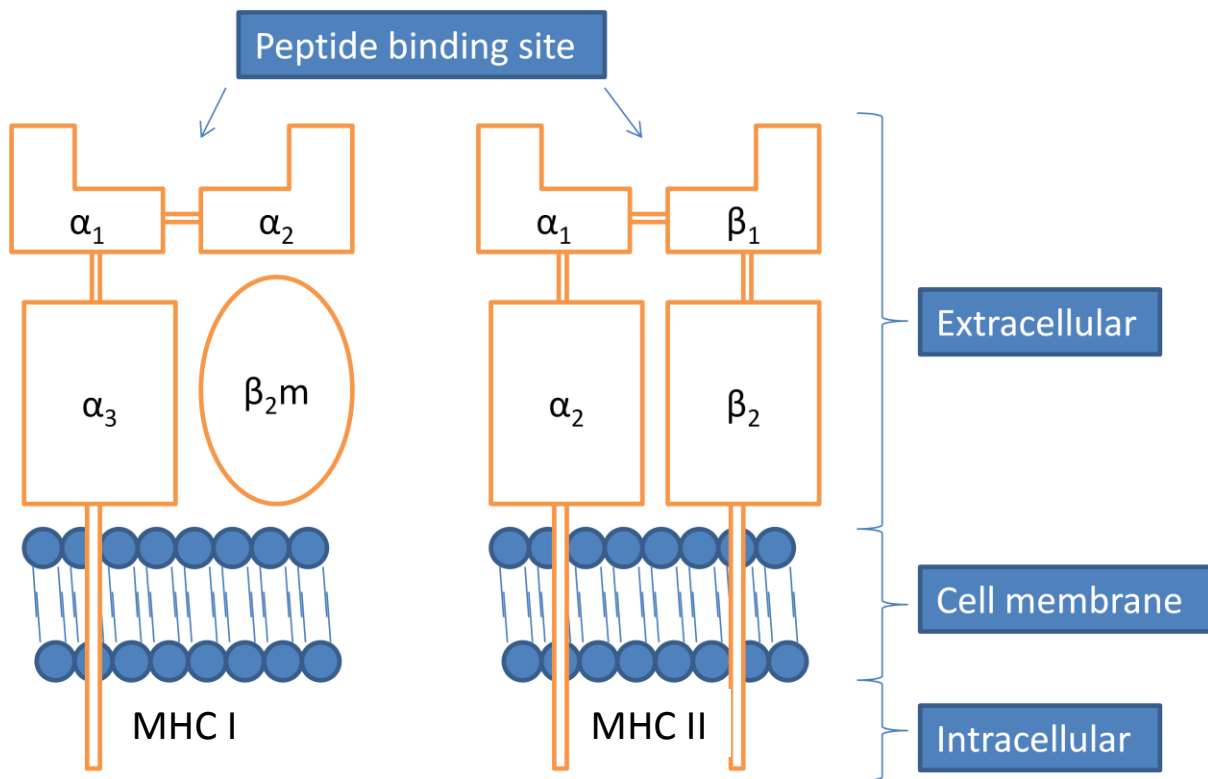 Peptide binding site
α₁
α₂
α₁
β₁
Extracellular
α₃
β₂m
α₂
β₂
Cell membrane
MHC I
MHC II
Intracellular